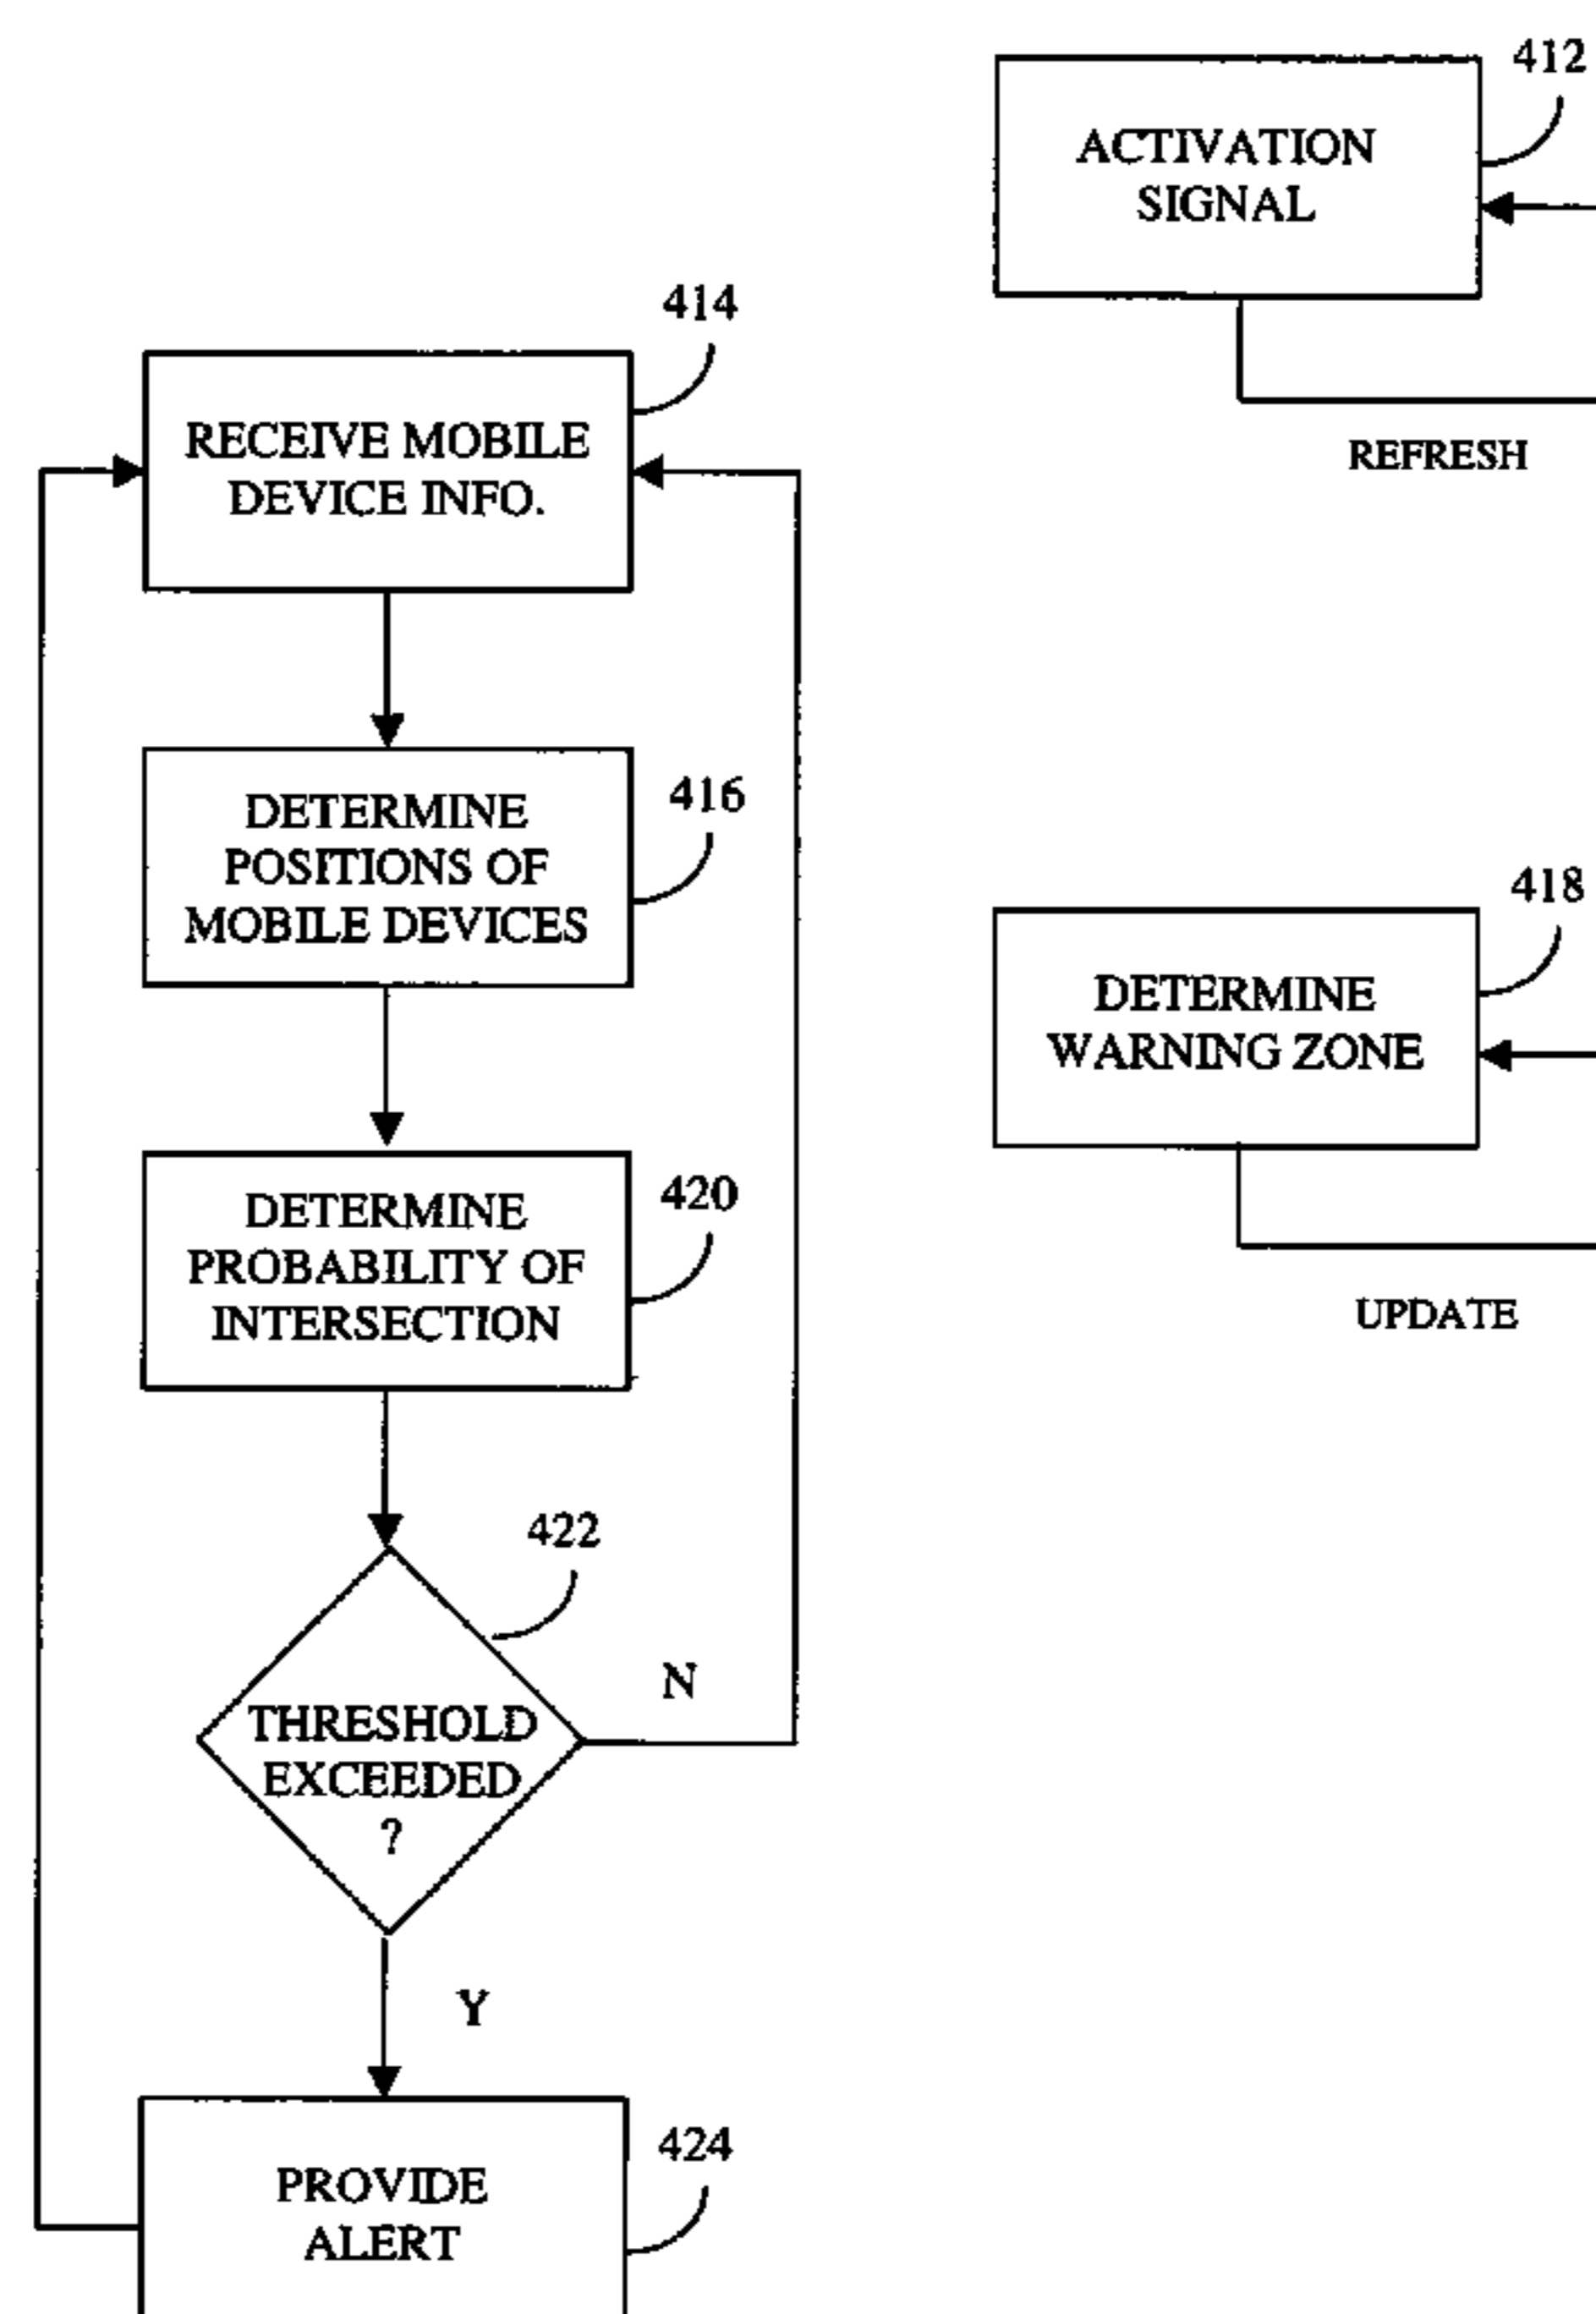 412
ACTIVATION
SIGNAL
REFRESH
414
RECEIVE MOBILE
DEVICE INFO.
416
DETERMINE
POSITIONS OF
MOBILE DEVICES
418
DETERMINE
WARNING ZONE
UPDATE
420
DETERMINE
PROBABILITY OF
INTERSECTION
422
THRESHOLD
EXCEEDED
?
N
Y
424
PROVIDE
ALERT